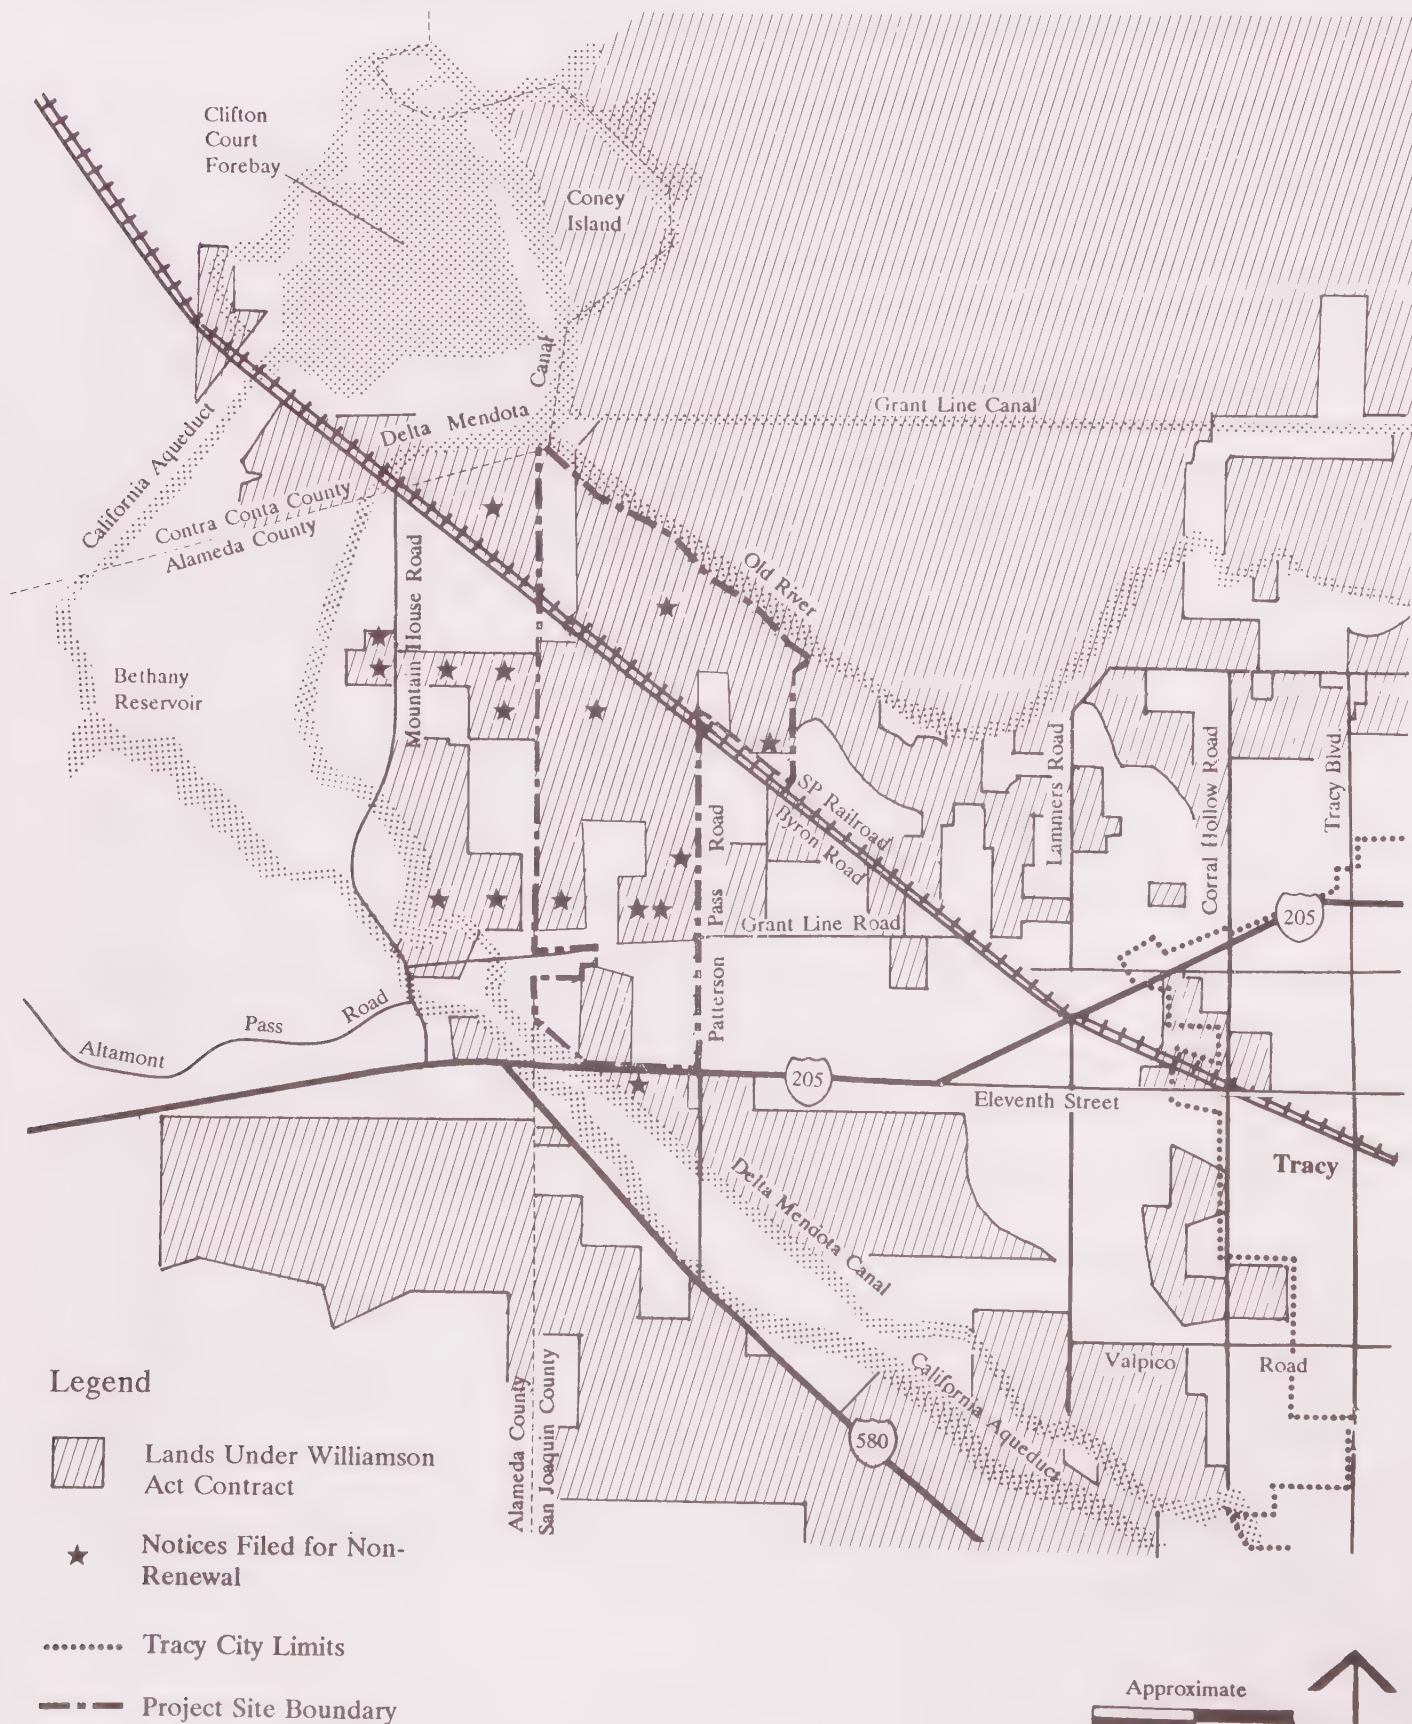 Clifton
Court
Forebay
Coney
Island
Canal
Grant Line Canal
Delta Mendota
California Aqueduct
Contra Conta County
Alameda County
Old River
Mountain House Road
Bethany
Reservoir
SP Railroad
Byron Road
Lammers Road
Corral Hollow Road
Tracy Blvd.
Patterson Pass Road
Grant Line Road
205
Altamont Pass Road
205
Eleventh Street
Tracy
Delta Mendota Canal
California Aqueduct
Valpico Road
580
Alameda County
San Joaquin County
Legend
Lands Under Williamson
Act Contract
Notices Filed for Non-
Renewal
Tracy City Limits
Project Site Boundary
Approximate